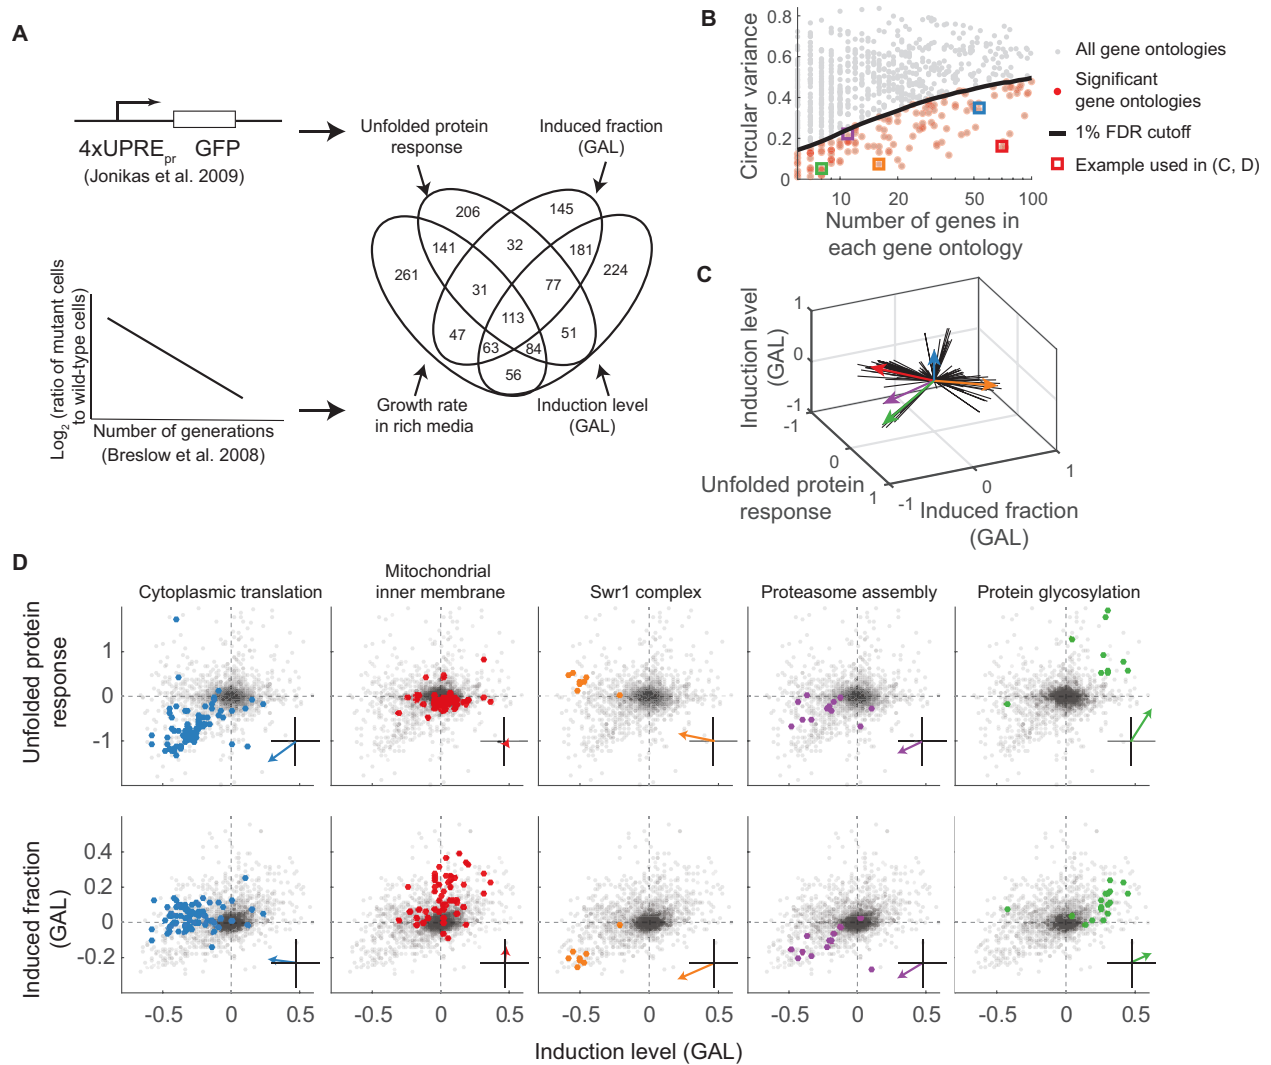 A
4xUPREpr GFP
(Jonikas et al. 2009)
Log2 (ratio of mutant cells
to wild-type cells)
Number of generations
(Breslow et al. 2008)
Unfolded protein
response
Induced fraction
(GAL)
206
145
141
32
181
261
77
224
31
113
47
51
63
84
56
Growth rate
in rich media
Induction level
(GAL)
B
Circular variance
0.8
0.6
0.4
0.2
0
10
20
50
100
Number of genes in
each gene ontology
All gene ontologies
Significant
gene ontologies
1% FDR cutoff
Example used in (C, D)
C
Induction level
(GAL)
1
0
-1
-1
0
1
Unfolded protein
response
-1
0
1
Induced fraction
(GAL)
D
Cytoplasmic translation
Mitochondrial
inner membrane
Swr1 complex
Proteasome assembly
Protein glycosylation
Unfolded protein
response
1
0
-1
Induced fraction
(GAL)
0.4
0.2
0
-0.2
-0.5 0 0.5
-0.5 0 0.5
-0.5 0 0.5
-0.5 0 0.5
-0.5 0 0.5
Induction level (GAL)